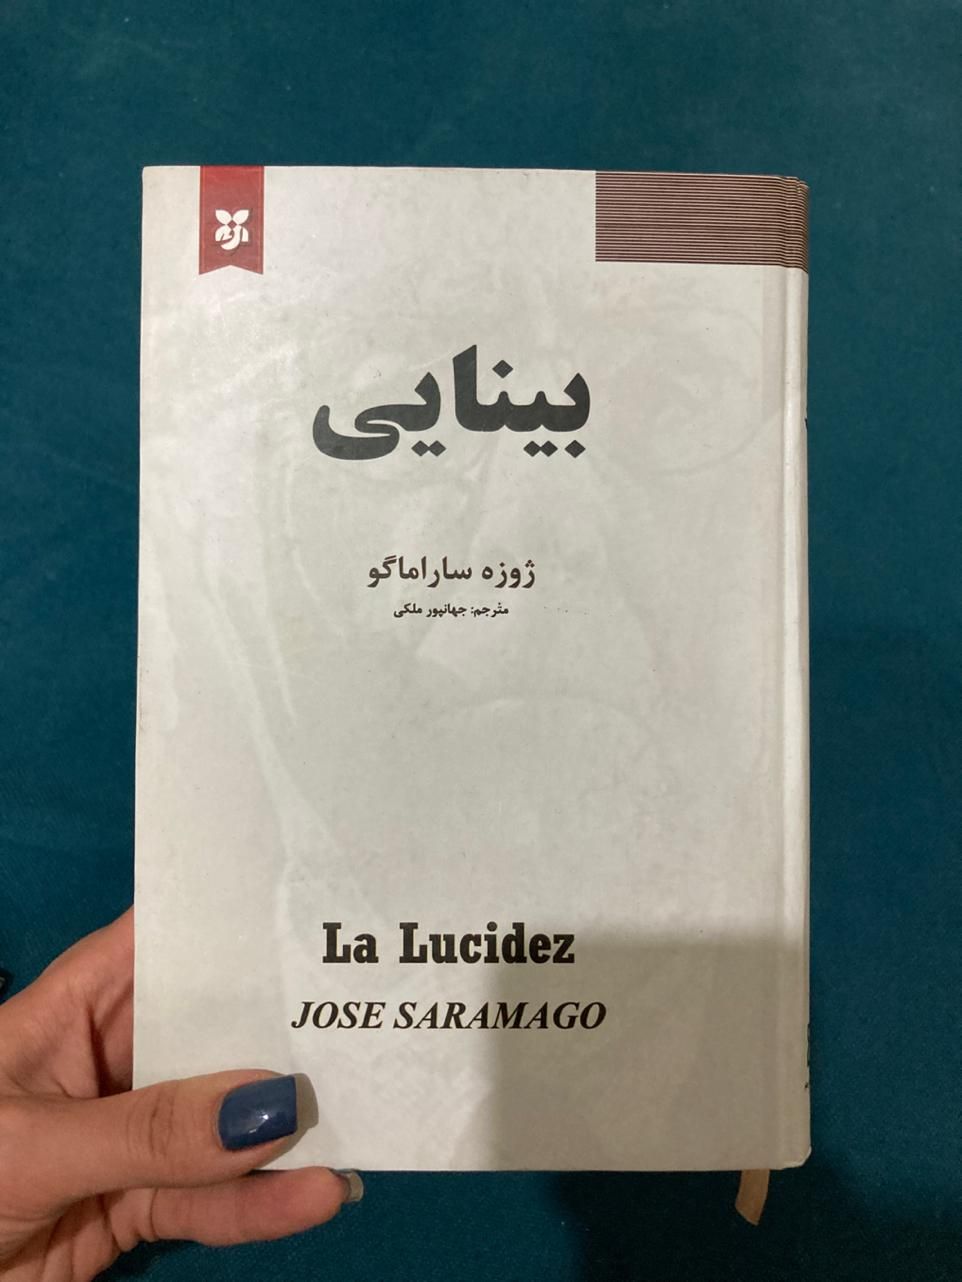 بینایی
ژوزه ساراماگو
مترجم: جهانپور ملکی
La Lucidez
JOSE SARAMAGO